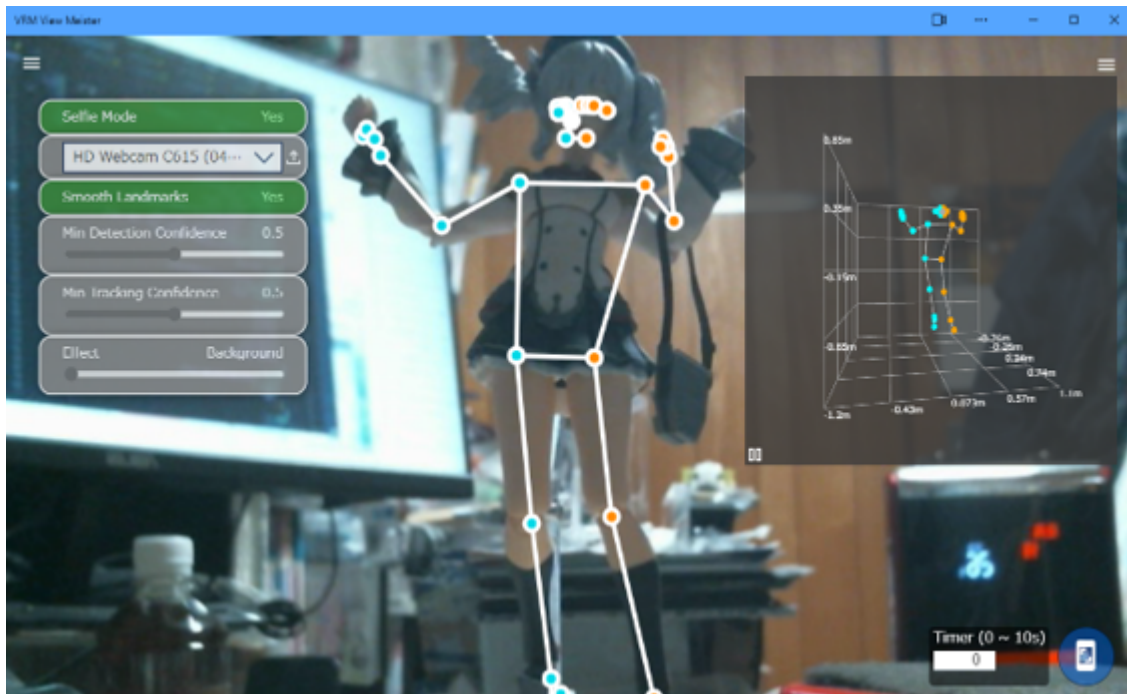 VRM View Meister
Selfie Mode Yes
HD Webcam C615 (04···
Smooth Landmarks Yes
Min Detection Confidence 0.5
Min Tracking Confidence 0.5
Effect Background
0.85m
0.35m
-0.15m
-0.65m
-0.76m
-0.26m
0.24m
0.74m
-1.2m
-0.43m
0.073m
0.57m
1.1m
Timer (0 ~ 10s)
0